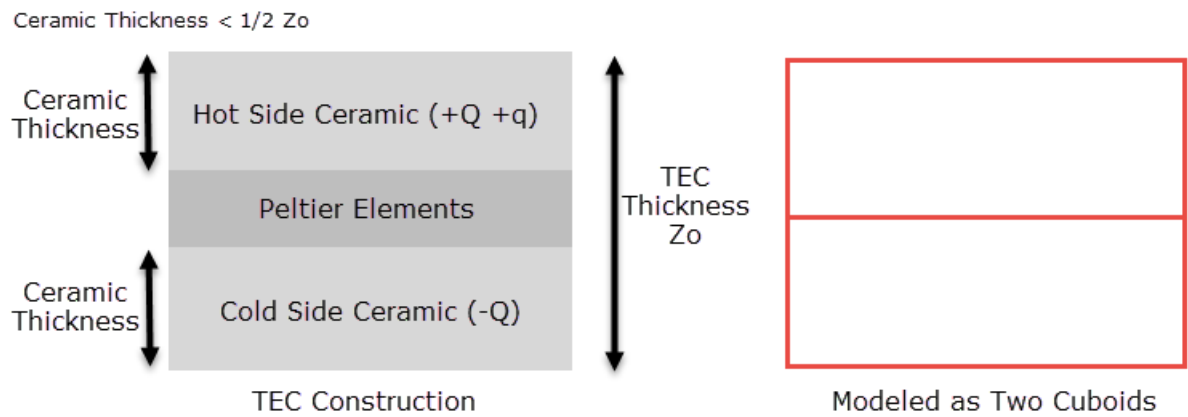 Ceramic Thickness < 1/2 Zo
Ceramic
Thickness
Hot Side Ceramic (+Q +q)
Peltier Elements
TEC
Thickness
Zo
Ceramic
Thickness
Cold Side Ceramic (-Q)
TEC Construction
Modeled as Two Cuboids